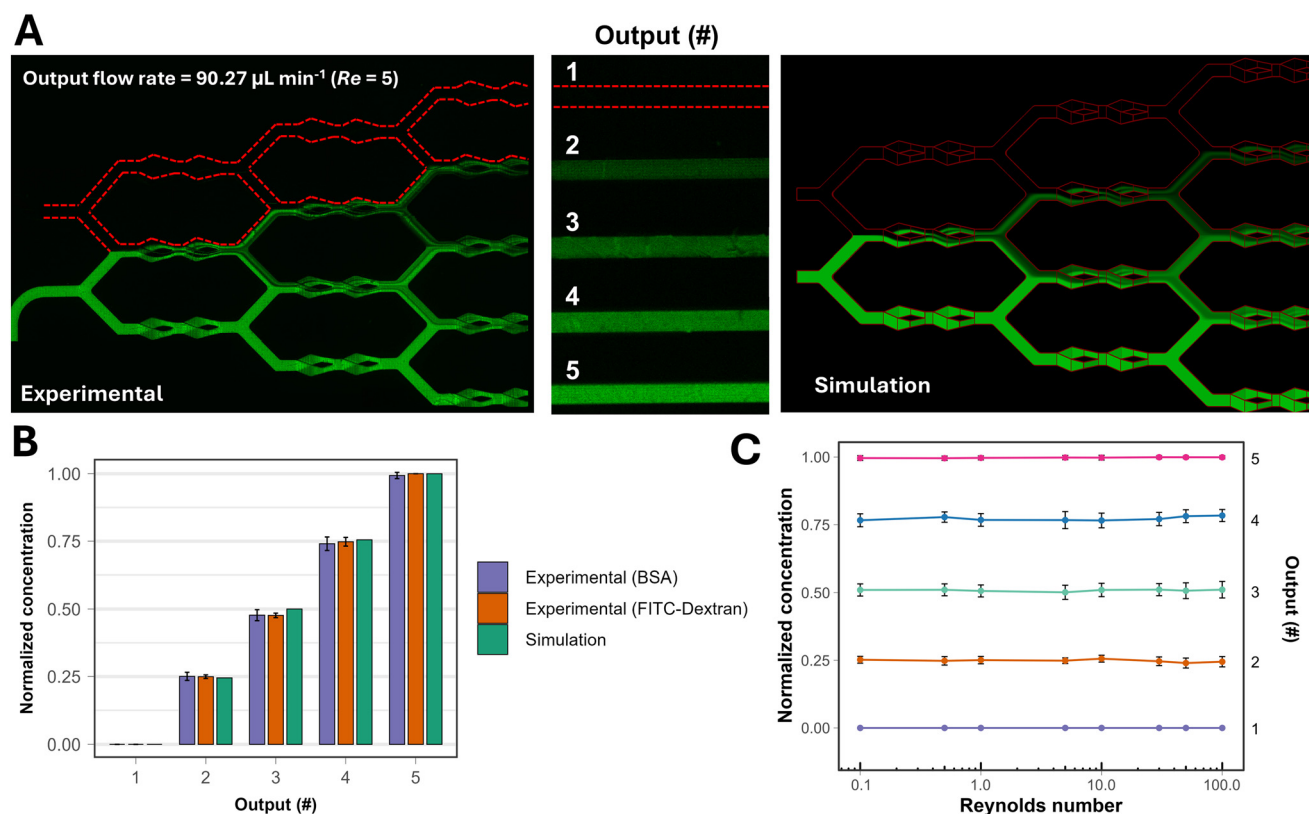 A
Output (#)
Output flow rate = 90.27 µL min⁻¹ (Re = 5)
1
2
3
4
5
Experimental
Simulation
B
Normalized concentration
1.00
0.75
0.50
0.25
0.00
1 2 3 4 5
Output (#)
Experimental (BSA)
Experimental (FITC-Dextran)
Simulation
C
Normalized concentration
1.00
0.75
0.50
0.25
0.00
5
4
3
2
1
Output (#)
0.1 1.0 10.0 100.0
Reynolds number